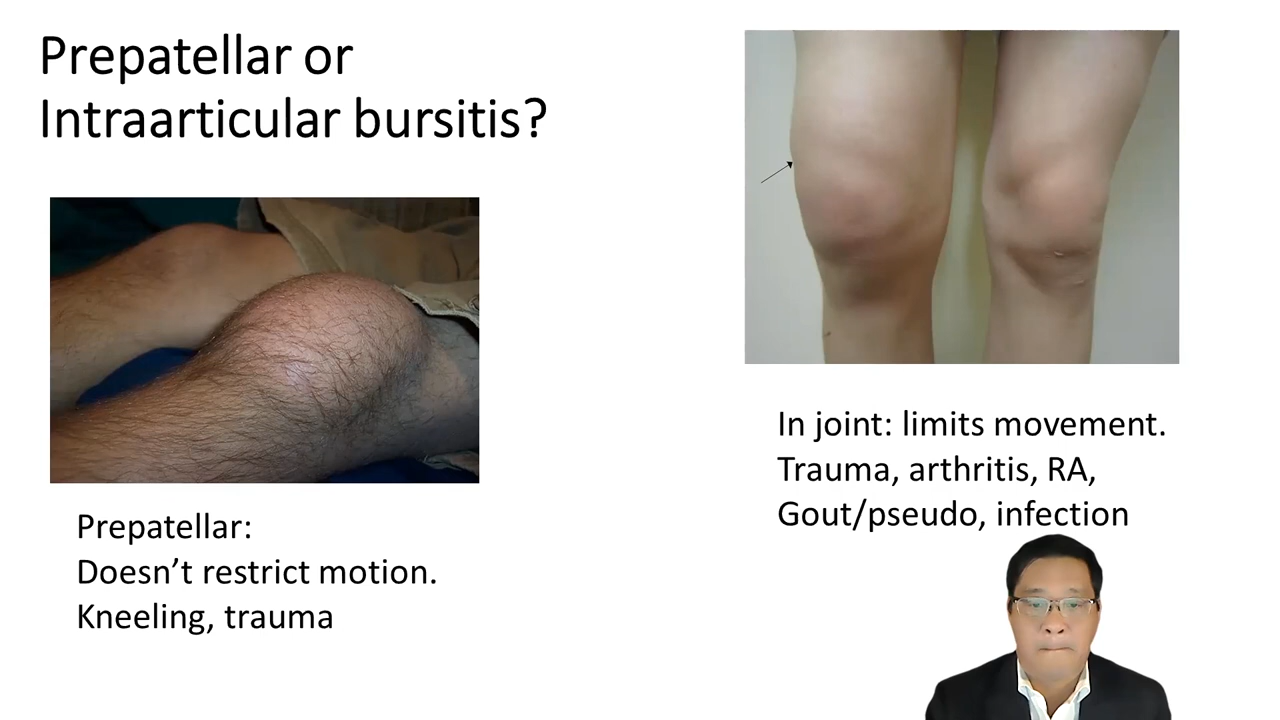 Prepatellar or
Intraarticular bursitis?
Prepatellar:
Doesn’t restrict motion.
Kneeling, trauma
In joint: limits movement.
Trauma, arthritis, RA,
Gout/pseudo, infection